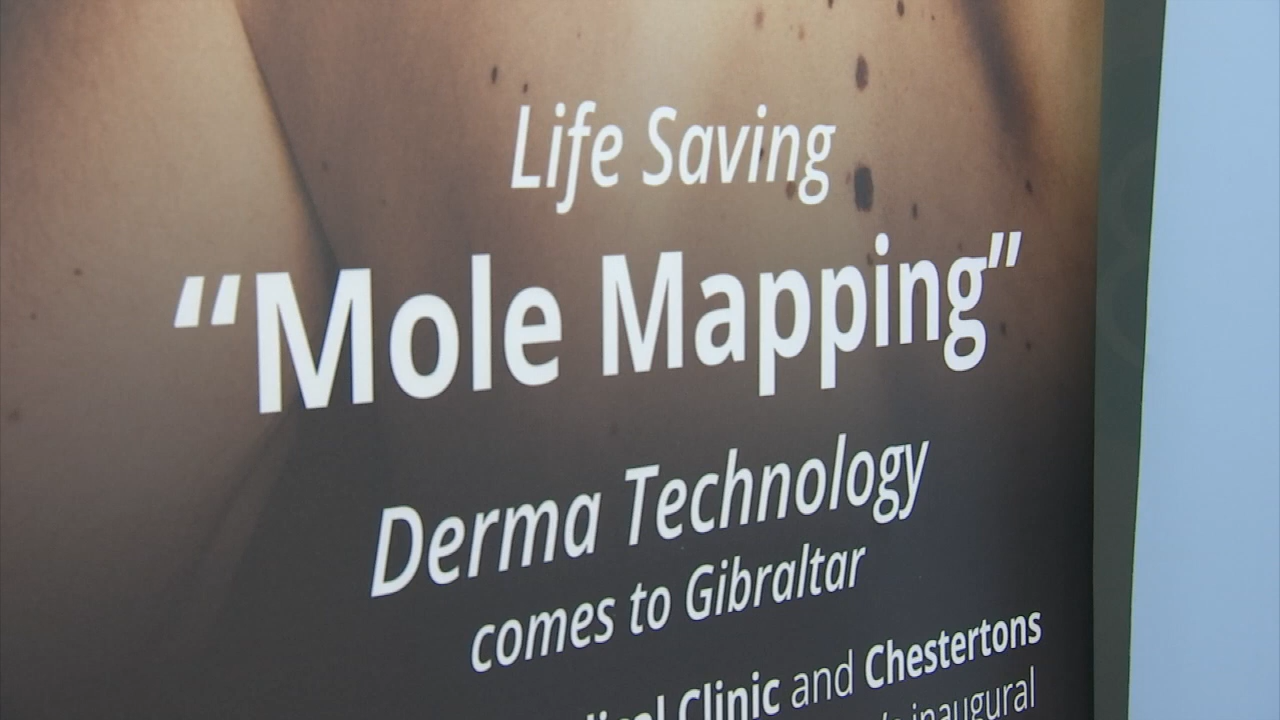 Life Saving
“Mole Mapping”
Derma Technology
comes to Gibraltar
Clinic and Chestertons
inaugural